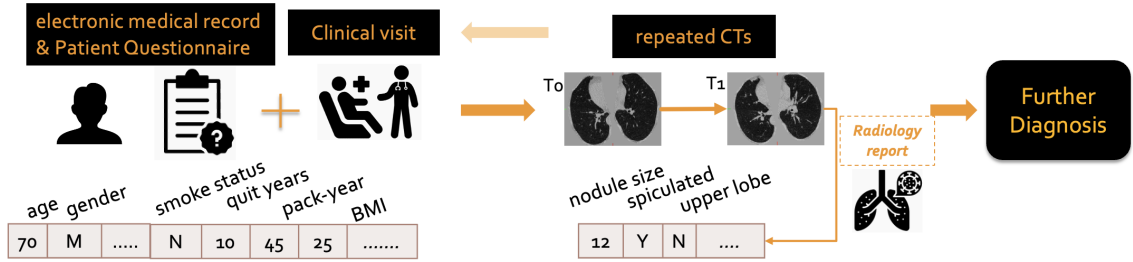 electronic medical record
& Patient Questionnaire
Clinical visit
repeated CTs
T0
T1
?
Further
Diagnosis
Radiology
report
age
gender
smoke status
quit years
pack-year
BMI
70 M ..... N 10 45 25 .......
nodule size
spiculated
upper lobe
12 Y N ....